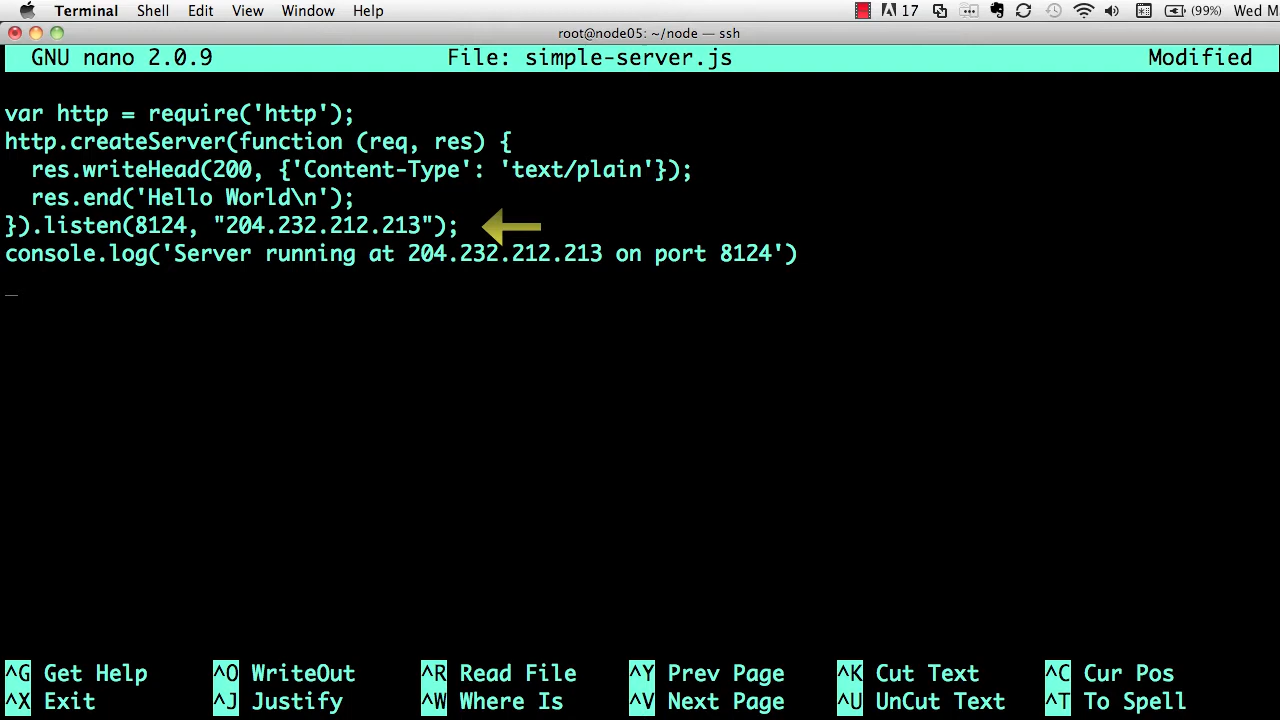 Terminal Shell Edit View Window Help 17 (99%) Wed M
root@node05: ~/node — ssh
GNU nano 2.0.9 File: simple-server.js Modified
var http = require('http');
http.createServer(function (req, res) {
  res.writeHead(200, {'Content-Type': 'text/plain'});
  res.end('Hello World\n');
}).listen(8124, "204.232.212.213");
console.log('Server running at 204.232.212.213 on port 8124')
^G Get Help ^O WriteOut ^R Read File ^Y Prev Page ^K Cut Text ^C Cur Pos
^X Exit ^J Justify ^W Where Is ^V Next Page ^U UnCut Text ^T To Spell